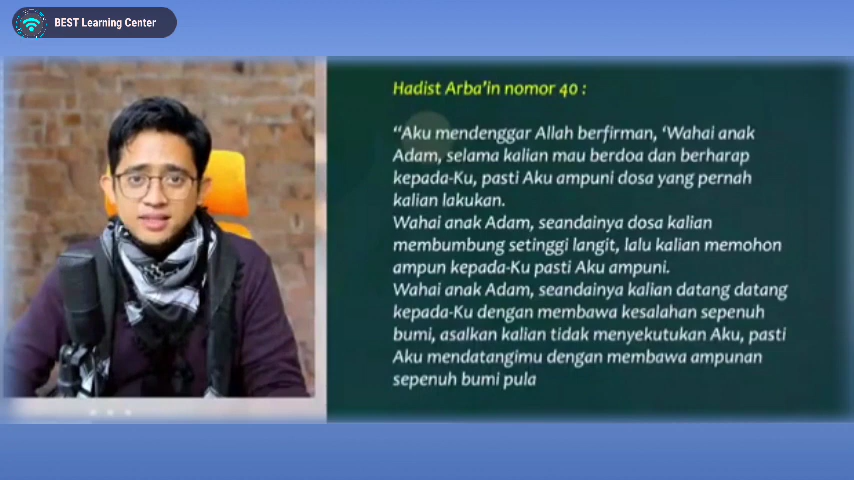 BEST Learning Center
Hadist Arba'in nomor 40 :
“Aku mendenggar Allah berfirman, ‘Wahai anak
Adam, selama kalian mau berdoa dan berharap
kepada-Ku, pasti Aku ampuni dosa yang pernah
kalian lakukan.
Wahai anak Adam, seandainya dosa kalian
membumbung setinggi langit, lalu kalian memohon
ampun kepada-Ku pasti Aku ampuni.
Wahai anak Adam, seandainya kalian datang datang
kepada-Ku dengan membawa kesalahan sepenuh
bumi, asalkan kalian tidak menyekutukan Aku, pasti
Aku mendatangimu dengan membawa ampunan
sepenuh bumi pula